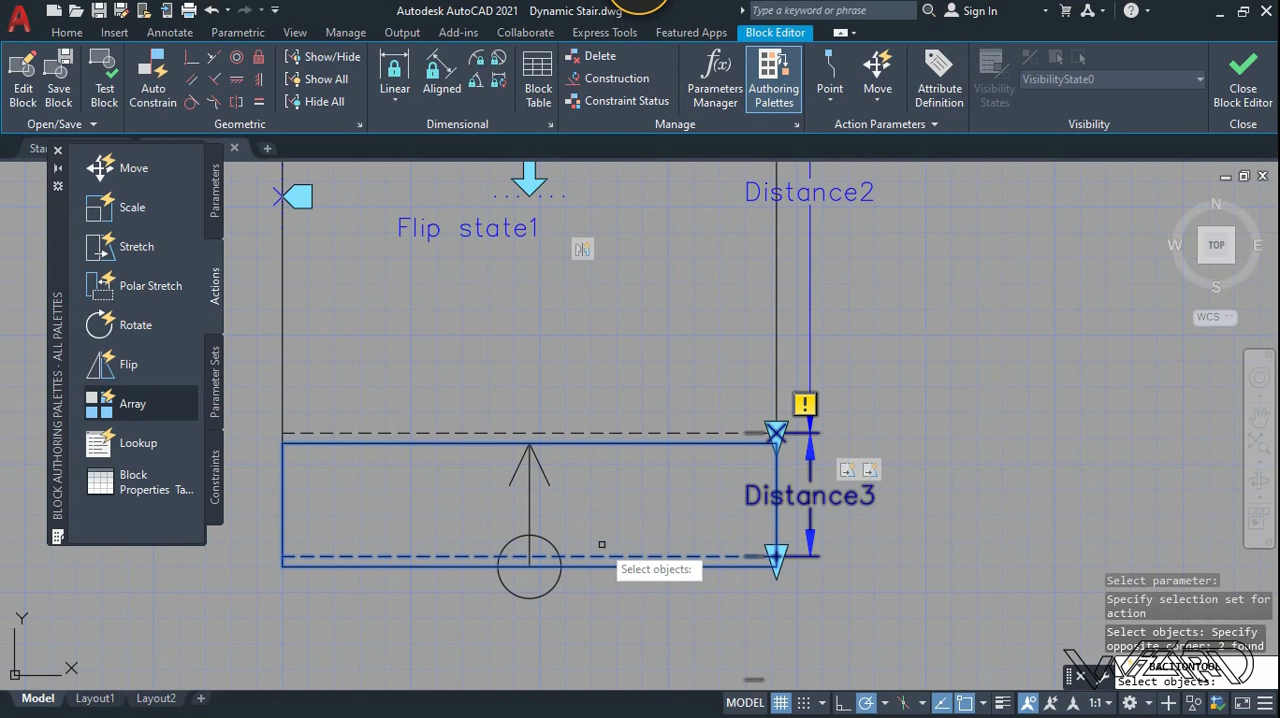 Autodesk AutoCAD 2021 Dynamic Stair.dwg
Type a keyword or phrase
Sign In
Home Insert Annotate Parametric View Manage Output Add-ins Collaborate Express Tools Featured Apps Block Editor
Edit Block
Save Block
Test Block
Auto Constrain
Show/Hide
Show All
Hide All
Linear
Aligned
Block Table
Delete
Construction
Constraint Status
Parameters Manager
Authoring Palettes
Point
Move
Attribute Definition
Visibility States
VisibilityState0
Close Block Editor
Open/Save
Geometric
Dimensional
Manage
Action Parameters
Visibility
Close
Star
Move
Scale
Stretch
Polar Stretch
Rotate
Flip
Array
Lookup
Block
Properties Ta...
Parameters
Actions
Parameter Sets
Constraints
BLOCK AUTHORING PALETTES - ALL PALETTES
Flip state1
Distance2
Distance3
!
Select objects:
N
W TOP E
S
WCS
Y
X
Select parameter:
Specify selection set for
action
Select objects: Specify
opposite corner: 2 found
BACTIONTOOL
Select objects:
Model Layout1 Layout2 +
MODEL
1:1